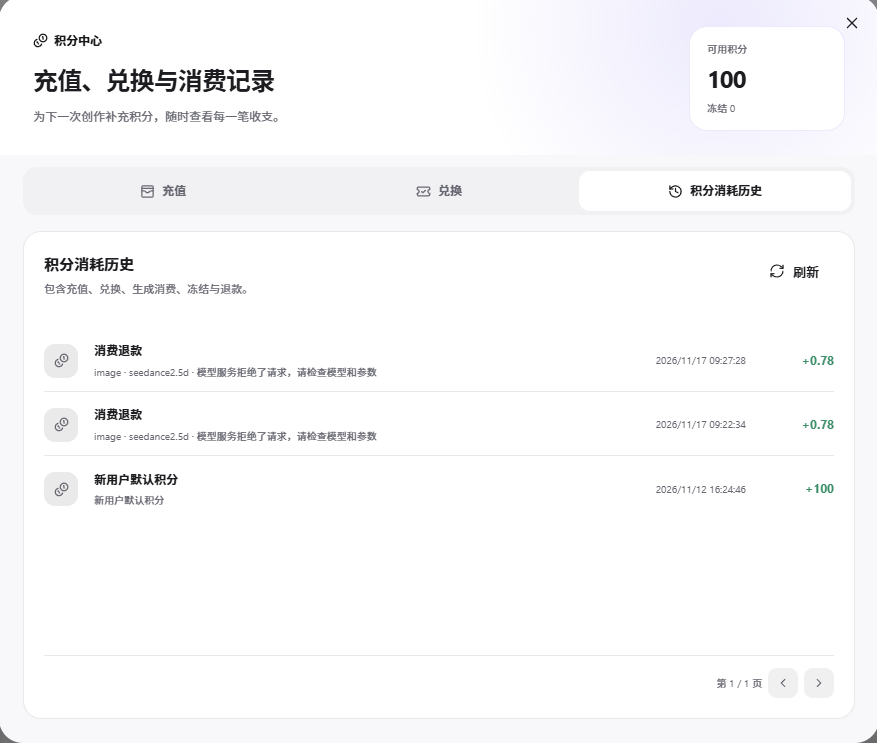 积分中心
充值、兑换与消费记录
为下一次创作补充积分，随时查看每一笔收支。
可用积分
100
冻结 0
充值
兑换
积分消耗历史
积分消耗历史
包含充值、兑换、生成消费、冻结与退款。
刷新
消费退款
image · seedance2.5d · 模型服务拒绝了请求，请检查模型和参数
2026/11/17 09:27:28
+0.78
消费退款
image · seedance2.5d · 模型服务拒绝了请求，请检查模型和参数
2026/11/17 09:22:34
+0.78
新用户默认积分
新用户默认积分
2026/11/12 16:24:46
+100
第 1 / 1 页